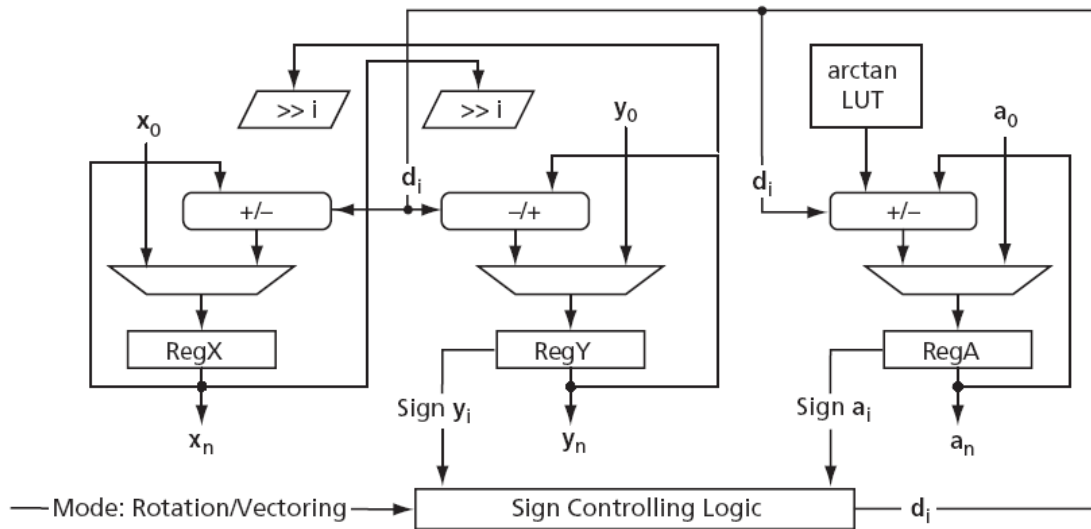 arctan
LUT
>> i
>> i
x0
y0
a0
di
di
+/–
–/+
+/–
RegX
RegY
RegA
Sign yi
Sign ai
xn
yn
an
Mode: Rotation/Vectoring
Sign Controlling Logic
di